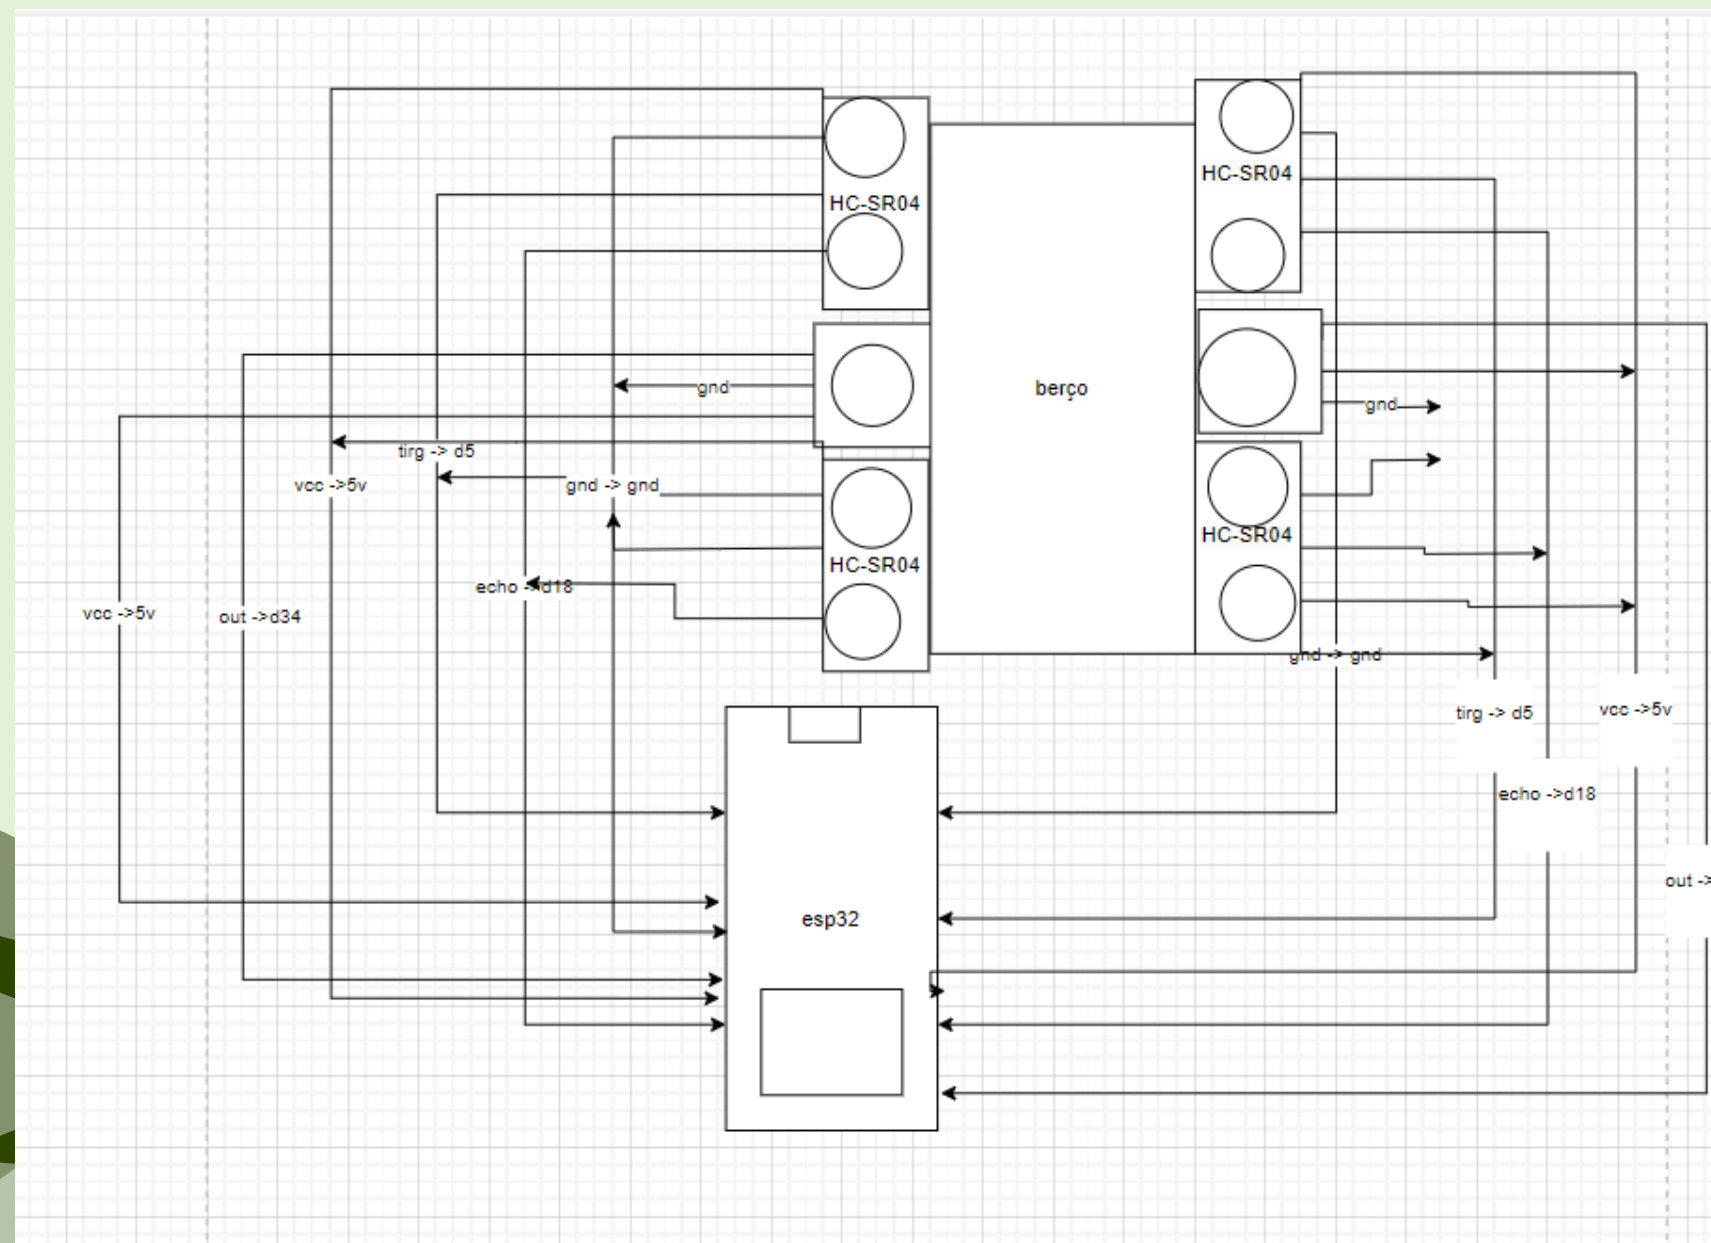 HC-SR04
HC-SR04
gnd
berço
gnd
tirg -> d5
vcc ->5v
gnd -> gnd
HC-SR04
HC-SR04
echo ->d18
vcc ->5v
out ->d34
gnd -> gnd
tirg -> d5
vcc ->5v
echo ->d18
out ->
esp32